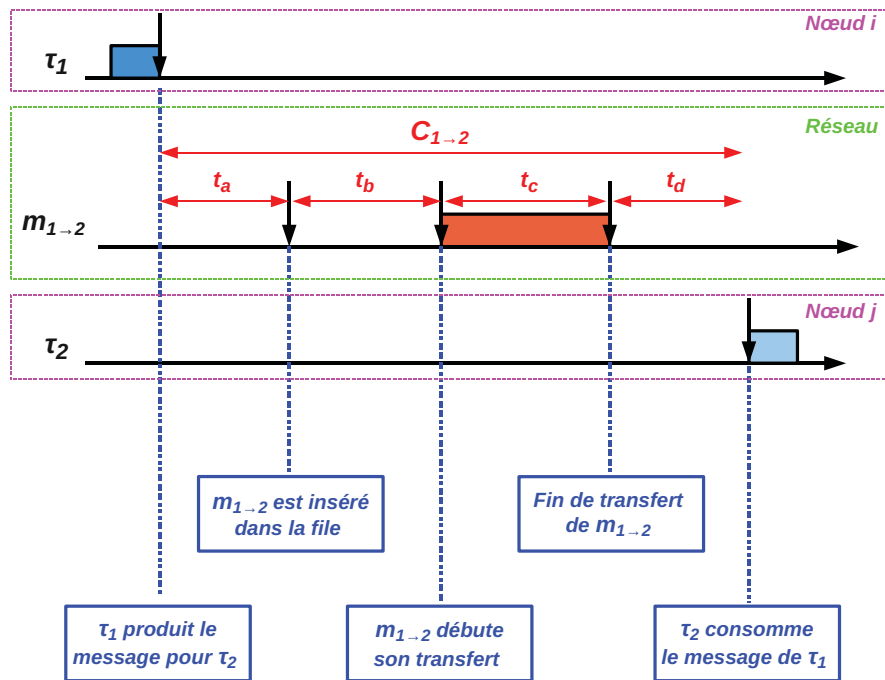 Nœud i
τ1
Réseau
C1→2
ta tb tc td
m1→2
Nœud j
τ2
m1→2 est inséré
dans la file
Fin de transfert
de m1→2
τ1 produit le
message pour τ2
m1→2 débute
son transfert
τ2 consomme
le message de τ1